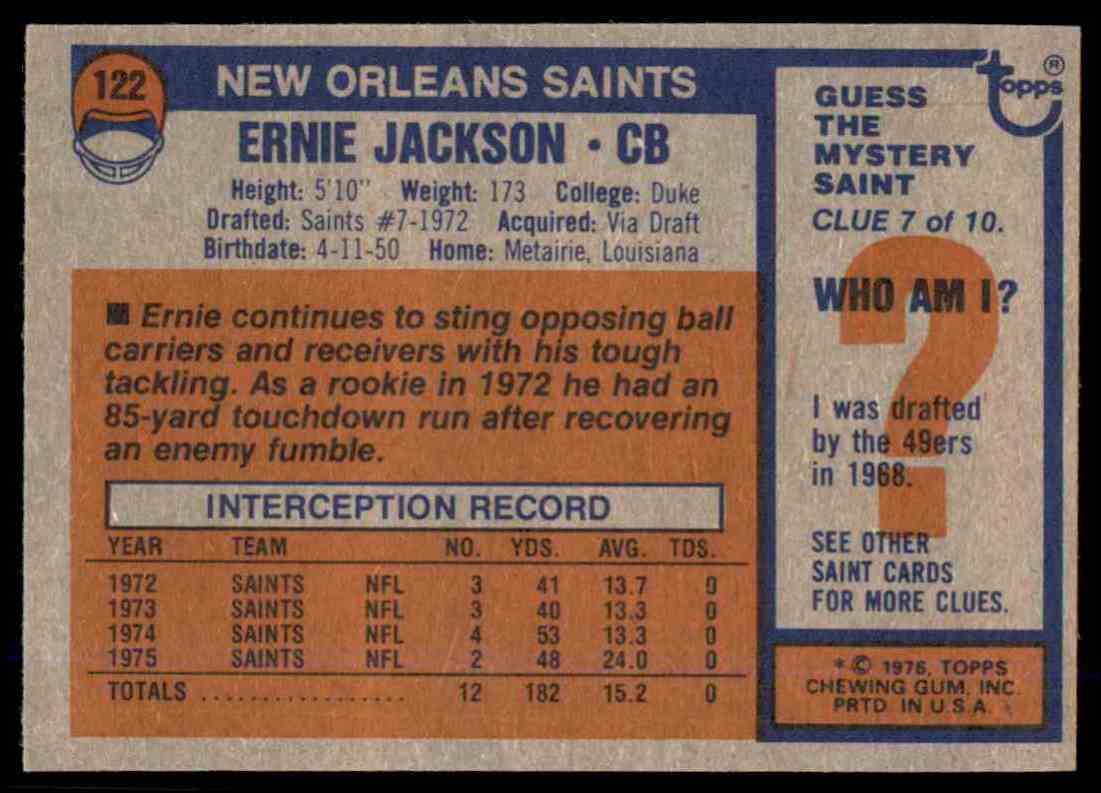 122
NEW ORLEANS SAINTS
ERNIE JACKSON • CB
Height: 5'10" Weight: 173 College: Duke
Drafted: Saints #7-1972 Acquired: Via Draft
Birthdate: 4-11-50 Home: Metairie, Louisiana
■ Ernie continues to sting opposing ball
carriers and receivers with his tough
tackling. As a rookie in 1972 he had an
85-yard touchdown run after recovering
an enemy fumble.
INTERCEPTION RECORD
YEAR TEAM NO. YDS. AVG. TDS.
1972 SAINTS NFL 3 41 13.7 0
1973 SAINTS NFL 3 40 13.3 0
1974 SAINTS NFL 4 53 13.3 0
1975 SAINTS NFL 2 48 24.0 0
TOTALS .................. 12 182 15.2 0
topps ®
GUESS
THE
MYSTERY
SAINT
CLUE 7 of 10.
WHO AM I?
?
I was drafted
by the 49ers
in 1968.
SEE OTHER
SAINT CARDS
FOR MORE CLUES.
* © 1976, TOPPS
CHEWING GUM, INC.
PRTD IN U.S.A.